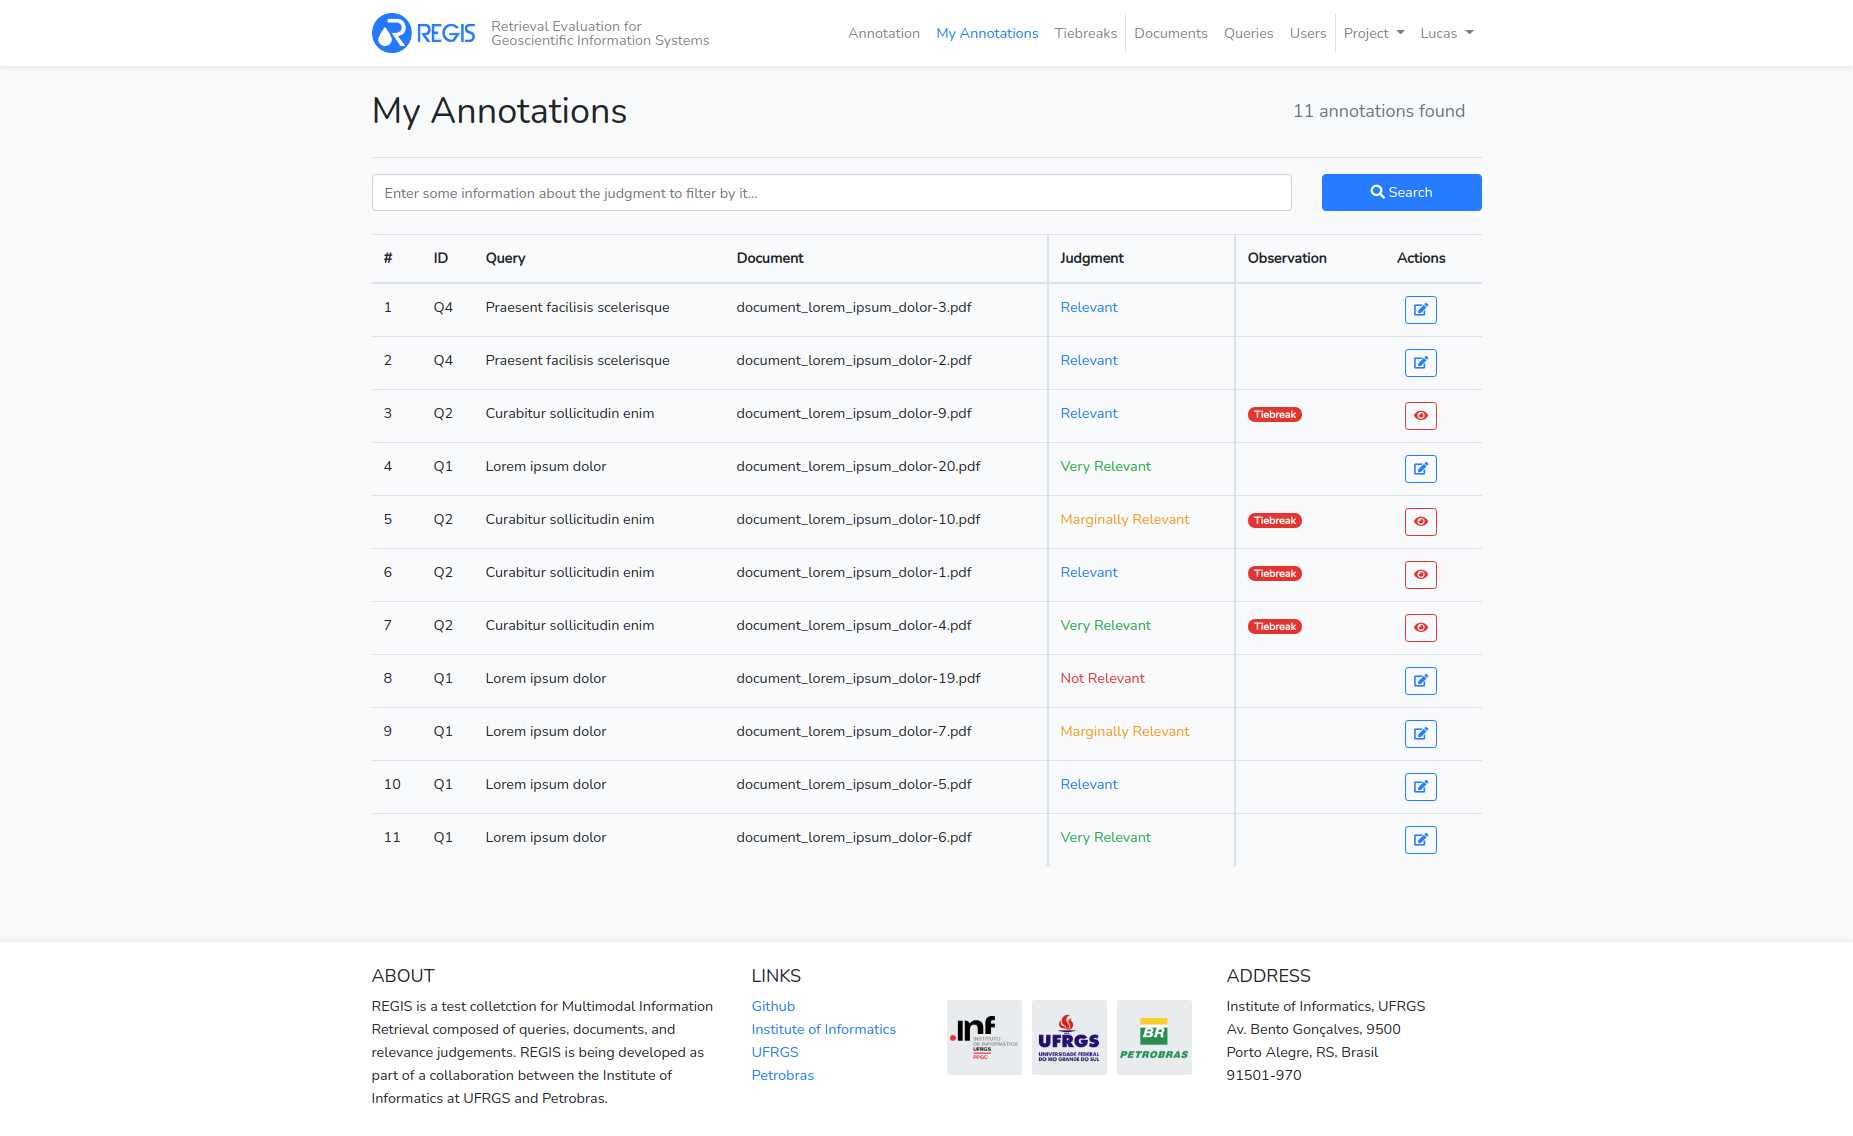 REGIS
Retrieval Evaluation for
Geoscientific Information Systems
Annotation My Annotations Tiebreaks Documents Queries Users Project Lucas
My Annotations
11 annotations found
Enter some information about the judgment to filter by it...
Search
# ID Query Document Judgment Observation Actions
1 Q4 Praesent facilisis scelerisque document_lorem_ipsum_dolor-3.pdf Relevant
2 Q4 Praesent facilisis scelerisque document_lorem_ipsum_dolor-2.pdf Relevant
3 Q2 Curabitur sollicitudin enim document_lorem_ipsum_dolor-9.pdf Relevant Tiebreak
4 Q1 Lorem ipsum dolor document_lorem_ipsum_dolor-20.pdf Very Relevant
5 Q2 Curabitur sollicitudin enim document_lorem_ipsum_dolor-10.pdf Marginally Relevant Tiebreak
6 Q2 Curabitur sollicitudin enim document_lorem_ipsum_dolor-1.pdf Relevant Tiebreak
7 Q2 Curabitur sollicitudin enim document_lorem_ipsum_dolor-4.pdf Very Relevant Tiebreak
8 Q1 Lorem ipsum dolor document_lorem_ipsum_dolor-19.pdf Not Relevant
9 Q1 Lorem ipsum dolor document_lorem_ipsum_dolor-7.pdf Marginally Relevant
10 Q1 Lorem ipsum dolor document_lorem_ipsum_dolor-5.pdf Relevant
11 Q1 Lorem ipsum dolor document_lorem_ipsum_dolor-6.pdf Very Relevant
ABOUT
REGIS is a test colletction for Multimodal Information
Retrieval composed of queries, documents, and
relevance judgements. REGIS is being developed as
part of a collaboration between the Institute of
Informatics at UFRGS and Petrobras.
LINKS
Github
Institute of Informatics
UFRGS
Petrobras
.inf
INSTITUTO
DE INFORMÁTICA
UFRGS
PPGC
UFRGS
UNIVERSIDADE FEDERAL
DO RIO GRANDE DO SUL
BR
PETROBRAS
ADDRESS
Institute of Informatics, UFRGS
Av. Bento Gonçalves, 9500
Porto Alegre, RS, Brasil
91501-970